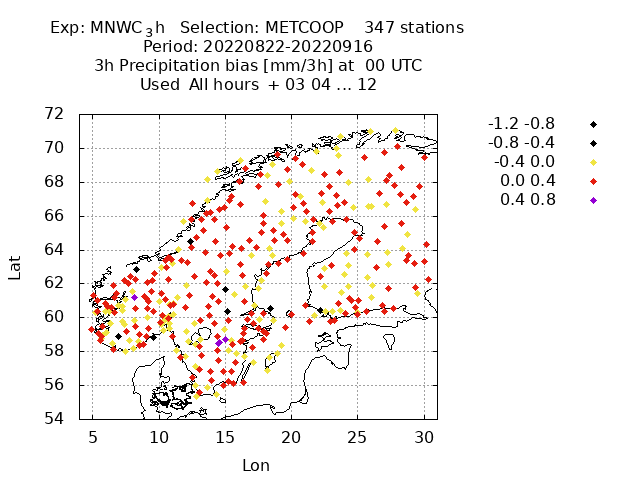 Exp: MNWC_3h   Selection: METCOOP    347 stations
Period: 20220822-20220916
3h Precipitation bias [mm/3h] at  00 UTC
Used  All hours  + 03 04 ... 12
-1.2 -0.8
-0.8 -0.4
-0.4 0.0
0.0 0.4
0.4 0.8
72
70
68
66
64
62
60
58
56
54
Lat
5 10 15 20 25 30
Lon